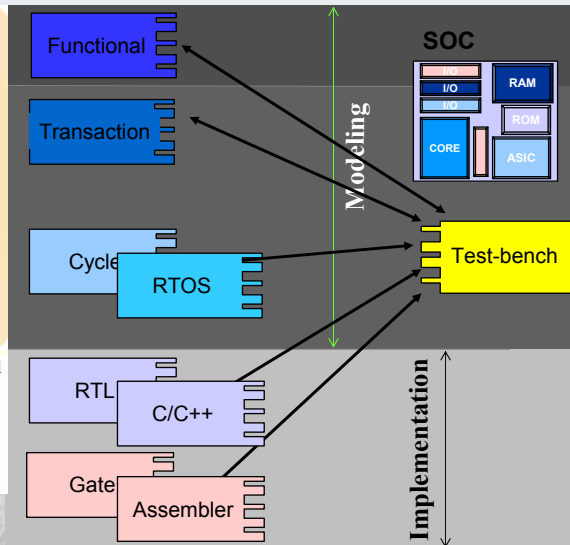 Functional
SOC
I/O
I/O
I/O
RAM
ROM
CORE
ASIC
Transaction
Modeling
Test-bench
Cycle
RTOS
RTL
C/C++
Gate
Assembler
Implementation